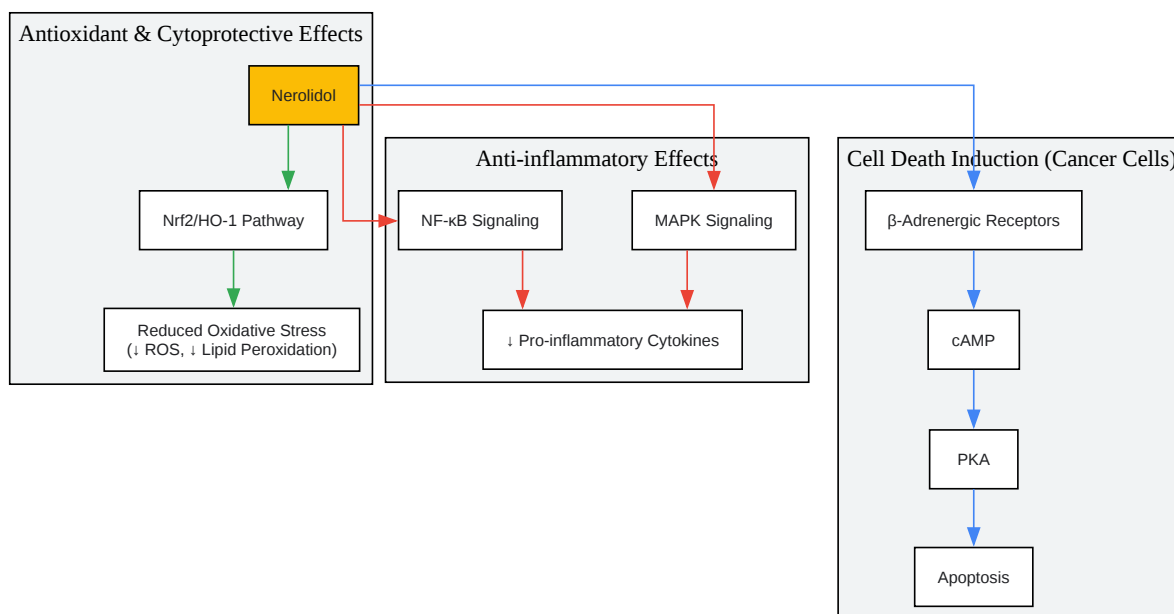 Antioxidant & Cytoprotective Effects
Nerolidol
Nrf2/HO-1 Pathway
Reduced Oxidative Stress
(↓ ROS, ↓ Lipid Peroxidation)
Anti-inflammatory Effects
NF-κB Signaling
MAPK Signaling
↓ Pro-inflammatory Cytokines
Cell Death Induction (Cancer Cells)
β-Adrenergic Receptors
cAMP
PKA
Apoptosis